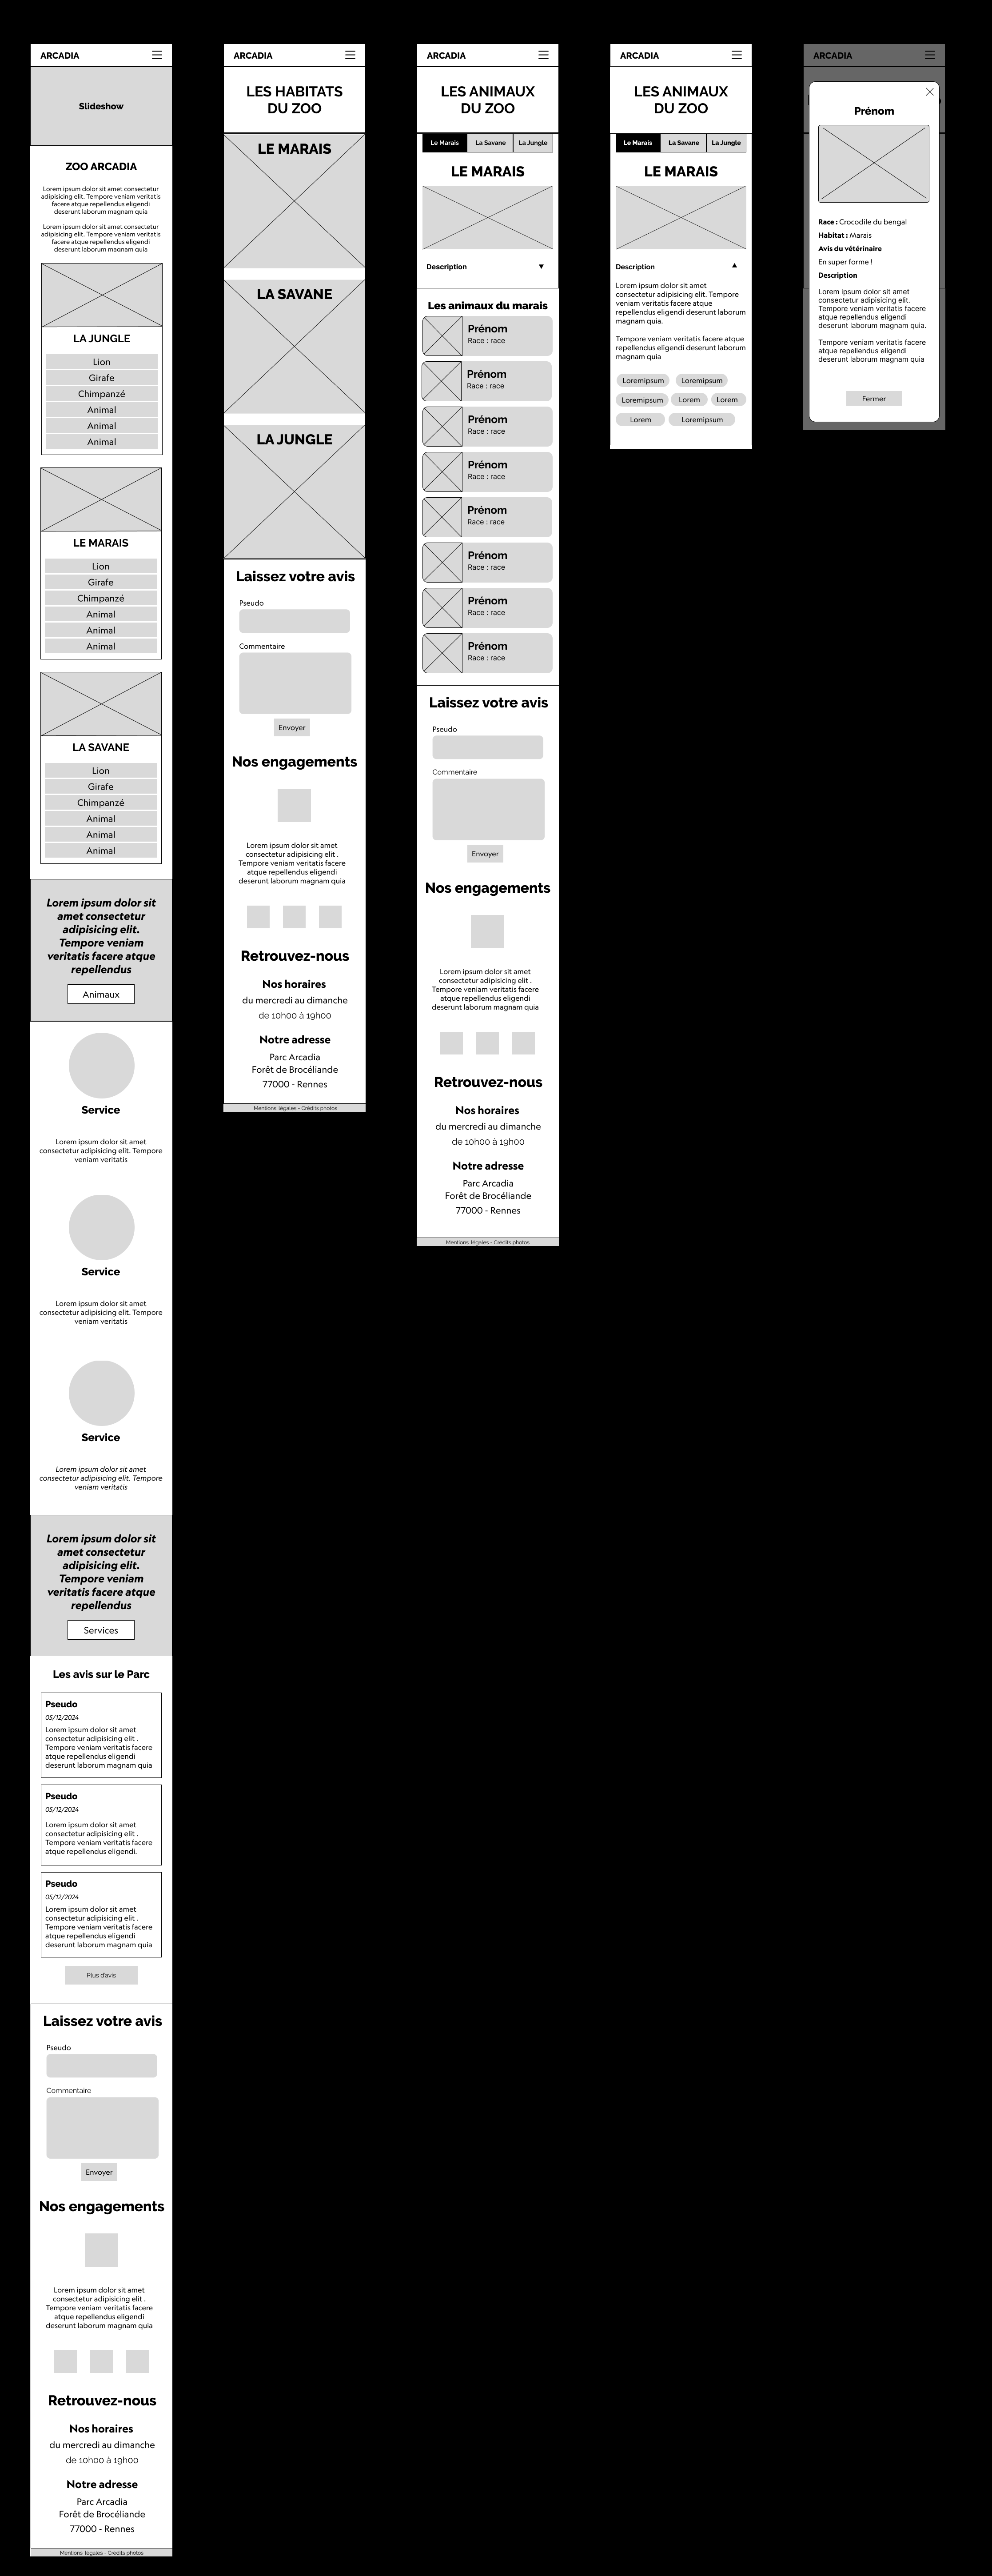 ARCADIA
Slideshow
ZOO ARCADIA
Lorem ipsum dolor sit amet consectetur
adipisicing elit. Tempore veniam veritatis
facere atque repellendus eligendi
deserunt laborum magnam quia
Lorem ipsum dolor sit amet consectetur
adipisicing elit. Tempore veniam veritatis
facere atque repellendus eligendi
deserunt laborum magnam quia
LA JUNGLE
Lion
Girafe
Chimpanzé
Animal
Animal
Animal
LE MARAIS
Lion
Girafe
Chimpanzé
Animal
Animal
Animal
LA SAVANE
Lion
Girafe
Chimpanzé
Animal
Animal
Animal
Lorem ipsum dolor sit
amet consectetur
adipisicing elit.
Tempore veniam
veritatis facere atque
repellendus
Animaux
Service
Lorem ipsum dolor sit amet
consectetur adipisicing elit. Tempore
veniam veritatis
Service
Lorem ipsum dolor sit amet
consectetur adipisicing elit. Tempore
veniam veritatis
Service
Lorem ipsum dolor sit amet
consectetur adipisicing elit. Tempore
veniam veritatis
Lorem ipsum dolor sit
amet consectetur
adipisicing elit.
Tempore veniam
veritatis facere atque
repellendus
Services
Les avis sur le Parc
Pseudo
05/12/2024
Lorem ipsum dolor sit amet
consectetur adipisicing elit .
Tempore veniam veritatis facere
atque repellendus eligendi
deserunt laborum magnam quia
Pseudo
05/12/2024
Lorem ipsum dolor sit amet
consectetur adipisicing elit .
Tempore veniam veritatis facere
atque repellendus eligendi.
Pseudo
05/12/2024
Lorem ipsum dolor sit amet
consectetur adipisicing elit .
Tempore veniam veritatis facere
atque repellendus eligendi
deserunt laborum magnam quia
Plus d'avis
Laissez votre avis
Pseudo
Commentaire
Envoyer
Nos engagements
Lorem ipsum dolor sit amet
consectetur adipisicing elit .
Tempore veniam veritatis facere
atque repellendus eligendi
deserunt laborum magnam quia
Retrouvez-nous
Nos horaires
du mercredi au dimanche
de 10h00 à 19h00
Notre adresse
Parc Arcadia
Forêt de Brocéliande
77000 - Rennes
Mentions légales - Crédits photos
ARCADIA
LES HABITATS
DU ZOO
LE MARAIS
LA SAVANE
LA JUNGLE
Laissez votre avis
Pseudo
Commentaire
Envoyer
Nos engagements
Lorem ipsum dolor sit amet
consectetur adipisicing elit .
Tempore veniam veritatis facere
atque repellendus eligendi
deserunt laborum magnam quia
Retrouvez-nous
Nos horaires
du mercredi au dimanche
de 10h00 à 19h00
Notre adresse
Parc Arcadia
Forêt de Brocéliande
77000 - Rennes
Mentions légales - Crédits photos
ARCADIA
LES ANIMAUX
DU ZOO
Le Marais La Savane La Jungle
LE MARAIS
Description
Les animaux du marais
Prénom
Race : race
Prénom
Race : race
Prénom
Race : race
Prénom
Race : race
Prénom
Race : race
Prénom
Race : race
Prénom
Race : race
Prénom
Race : race
Laissez votre avis
Pseudo
Commentaire
Envoyer
Nos engagements
Lorem ipsum dolor sit amet
consectetur adipisicing elit .
Tempore veniam veritatis facere
atque repellendus eligendi
deserunt laborum magnam quia
Retrouvez-nous
Nos horaires
du mercredi au dimanche
de 10h00 à 19h00
Notre adresse
Parc Arcadia
Forêt de Brocéliande
77000 - Rennes
Mentions légales - Crédits photos
ARCADIA
LES ANIMAUX
DU ZOO
Le Marais La Savane La Jungle
LE MARAIS
Description
Lorem ipsum dolor sit amet
consectetur adipisicing elit. Tempore
veniam veritatis facere atque
repellendus eligendi deserunt laborum
magnam quia.
Tempore veniam veritatis facere atque
repellendus eligendi deserunt laborum
magnam quia
Loremipsum Loremipsum
Loremipsum Lorem Lorem
Lorem Loremipsum
ARCADIA
Prénom
Race : Crocodile du bengal
Habitat : Marais
Avis du vétérinaire
En super forme !
Description
Lorem ipsum dolor sit amet
consectetur adipisicing elit.
Tempore veniam veritatis facere
atque repellendus eligendi
deserunt laborum magnam quia.
Tempore veniam veritatis facere
atque repellendus eligendi
deserunt laborum magnam quia
Fermer